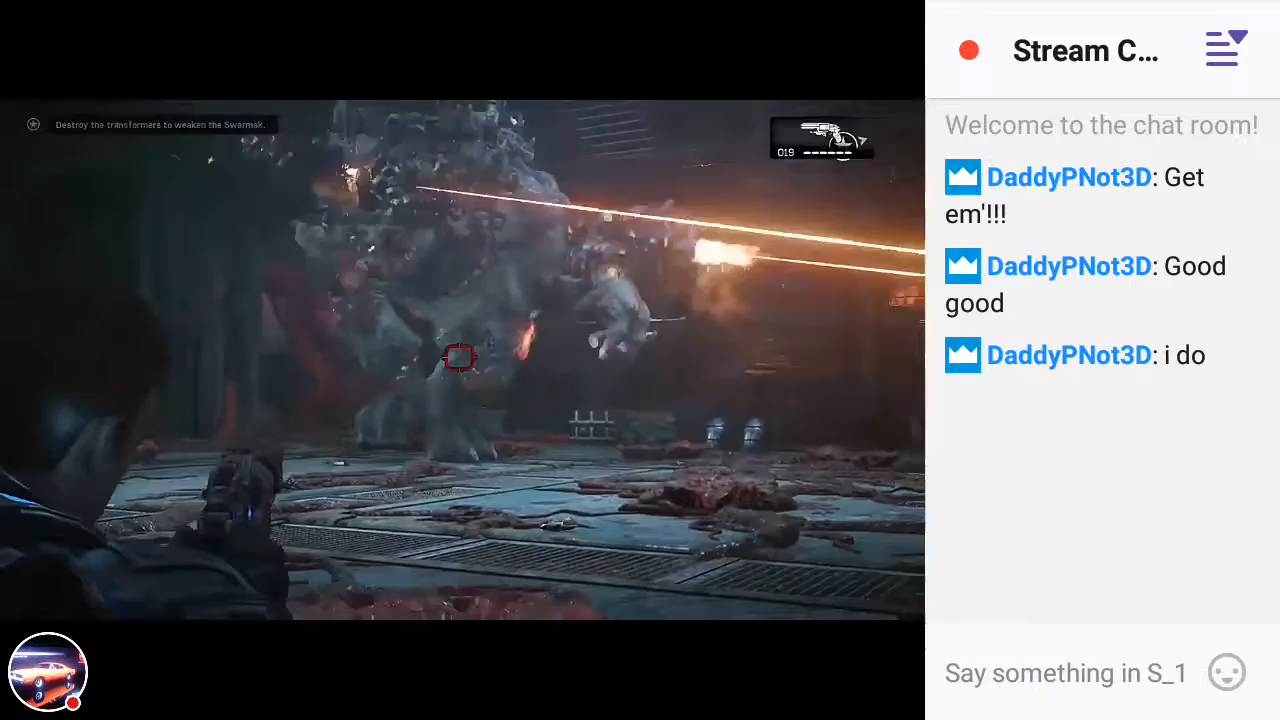 Destroy the transformers to weaken the Swarmak.
019
Stream C...
Welcome to the chat room!
DaddyPNot3D: Get
em'!!!
DaddyPNot3D: Good
good
DaddyPNot3D: i do
Say something in S_1